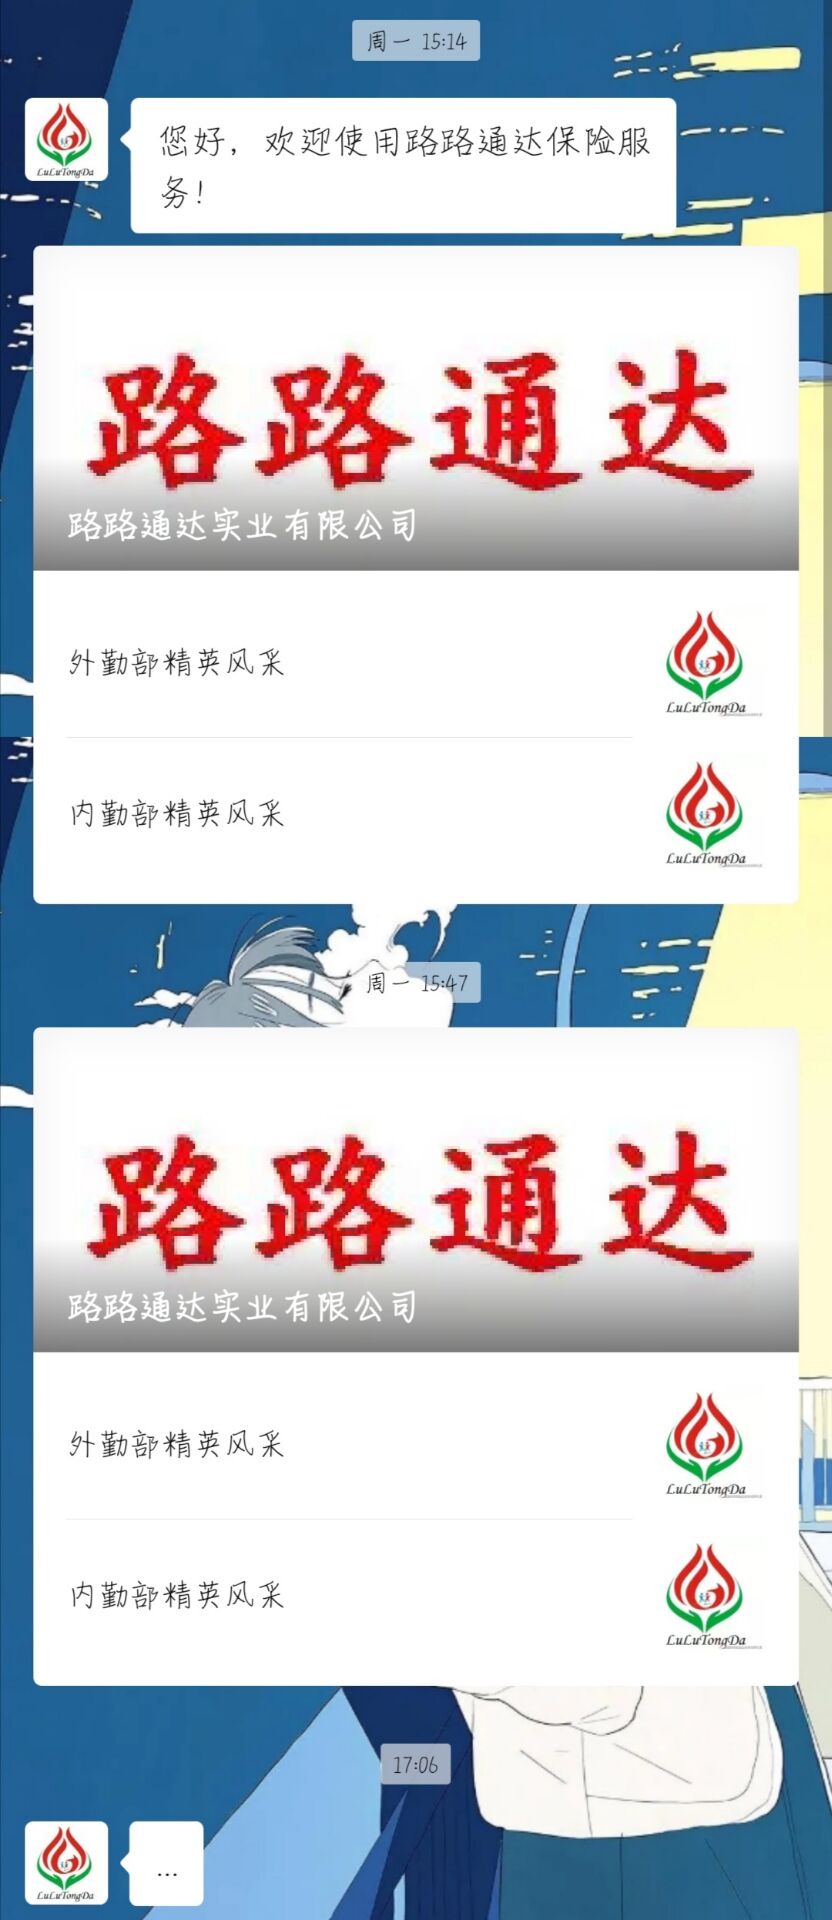 周一 15:14
您好，欢迎使用路路通达保险服
务！
LuLuTongDa
路路通达
路路通达实业有限公司
外勤部精英风采
LuLuTongDa
内勤部精英风采
LuLuTongDa
周一 15:47
路路通达
路路通达实业有限公司
外勤部精英风采
LuLuTongDa
内勤部精英风采
LuLuTongDa
17:06
...
LuLuTongDa